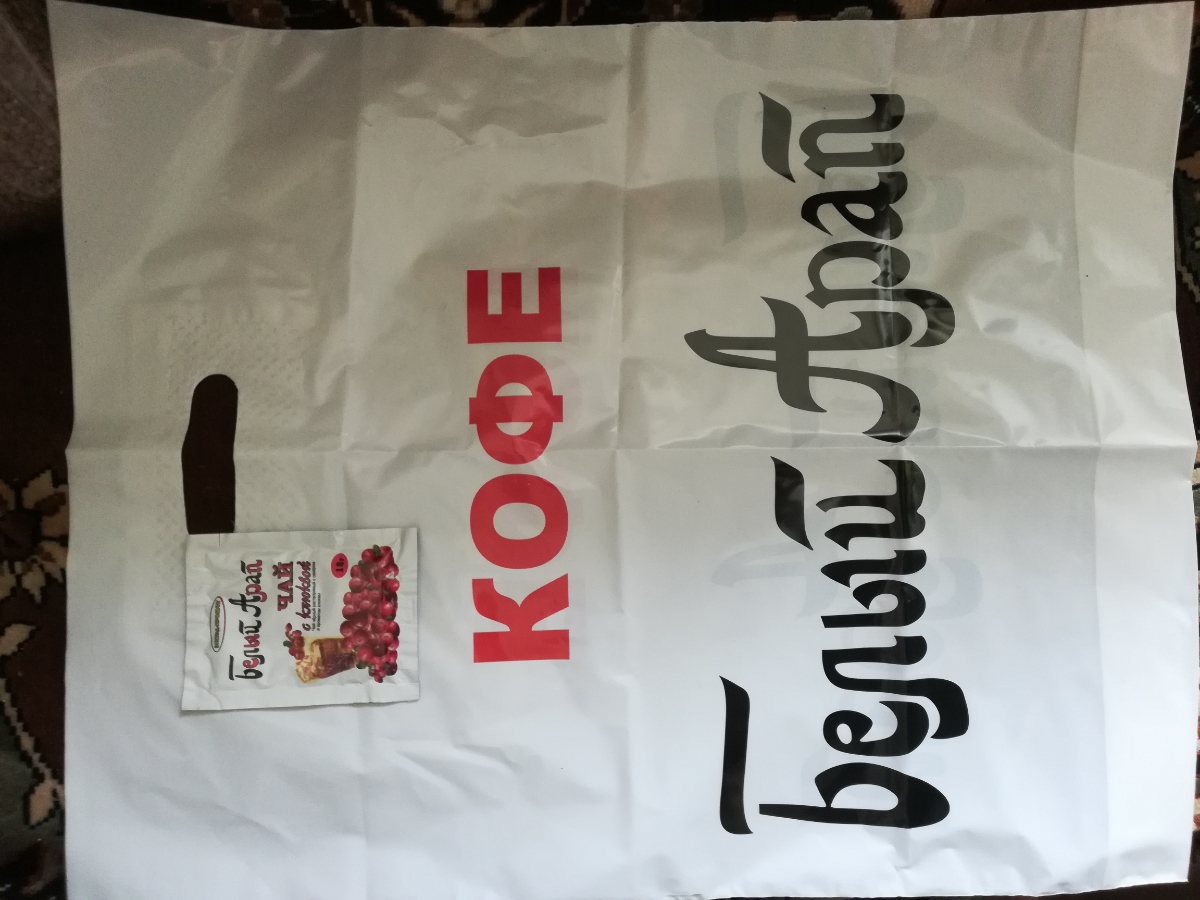 КОФЕ
Белый Арап
Белый Арап
ЧАЙ
с клюквой